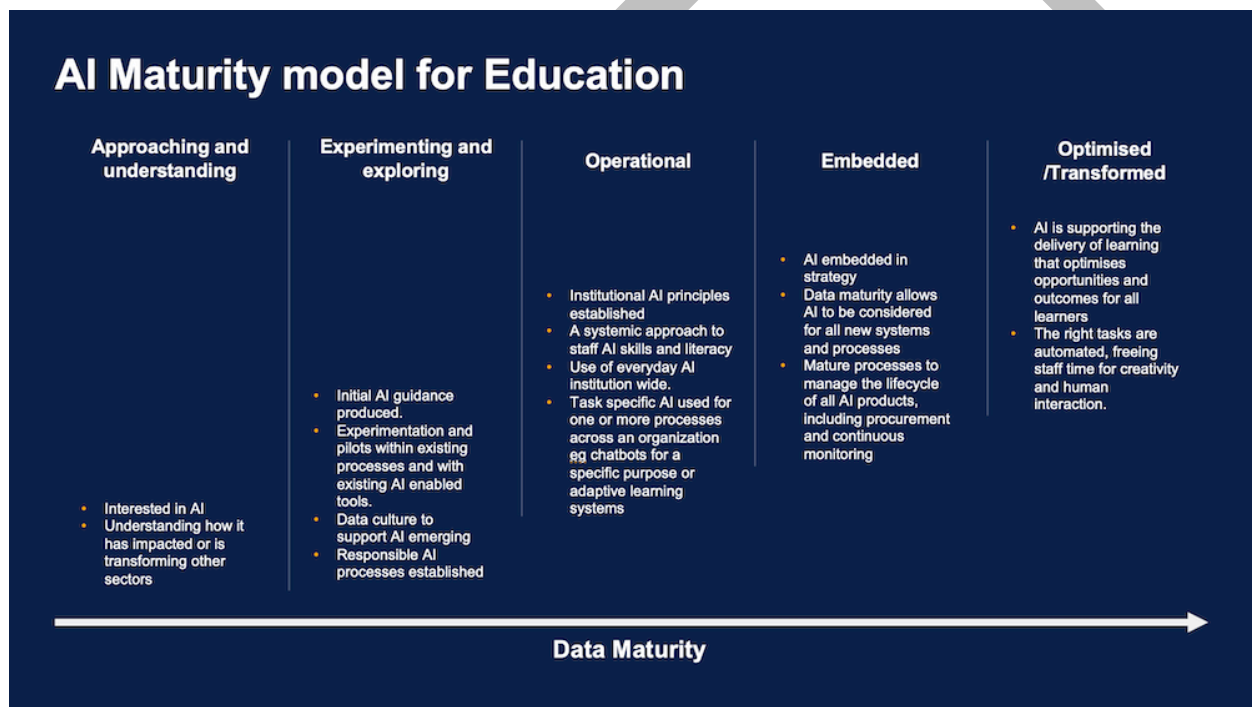 AI Maturity model for Education
Approaching and
understanding
• Interested in AI
• Understanding how it
has impacted or is
transforming other
sectors
Experimenting and
exploring
• Initial AI guidance
produced.
• Experimentation and
pilots within existing
processes and with
existing AI enabled
tools.
• Data culture to
support AI emerging
• Responsible AI
processes established
Operational
• Institutional AI principles
established
• A systemic approach to
staff AI skills and literacy
• Use of everyday AI
institution wide.
• Task specific AI used for
one or more processes
across an organization
eg chatbots for a
specific purpose or
adaptive learning
systems
Embedded
• AI embedded in
strategy
• Data maturity allows
AI to be considered
for all new systems
and processes
• Mature processes to
manage the lifecycle
of all AI products,
including procurement
and continuous
monitoring
Optimised
/Transformed
• AI is supporting the
delivery of learning
that optimises
opportunities and
outcomes for all
learners
• The right tasks are
automated, freeing
staff time for creativity
and human
interaction.
Data Maturity